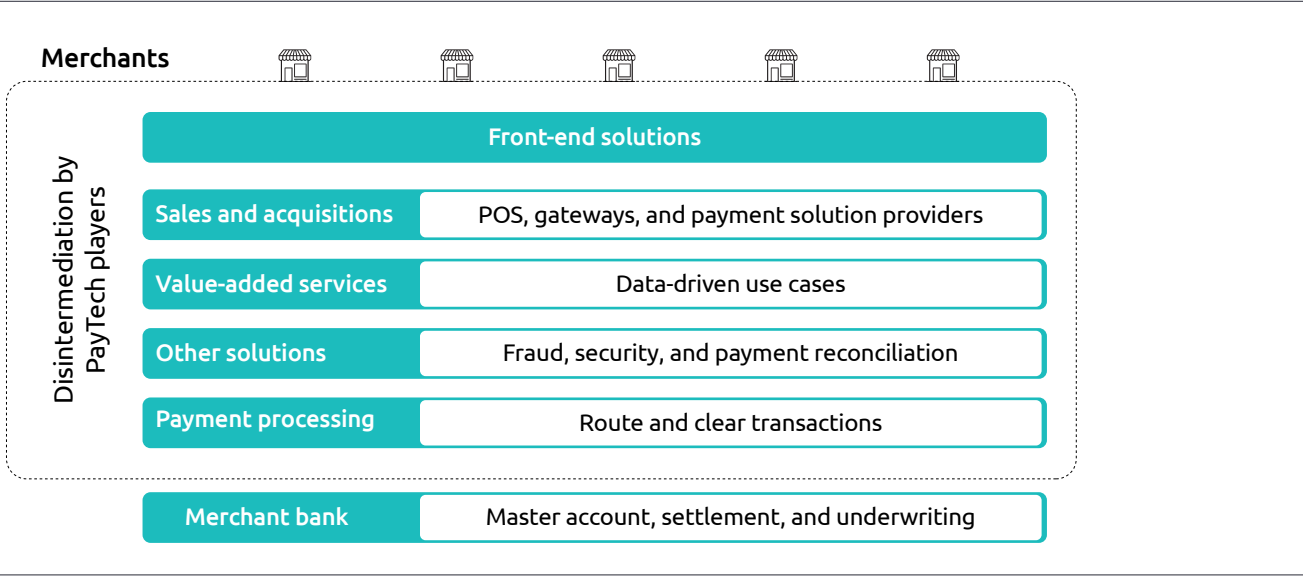 Merchants
Front-end solutions
Disintermediation by
PayTech players
Sales and acquisitions
POS, gateways, and payment solution providers
Value-added services
Data-driven use cases
Other solutions
Fraud, security, and payment reconciliation
Payment processing
Route and clear transactions
Merchant bank
Master account, settlement, and underwriting